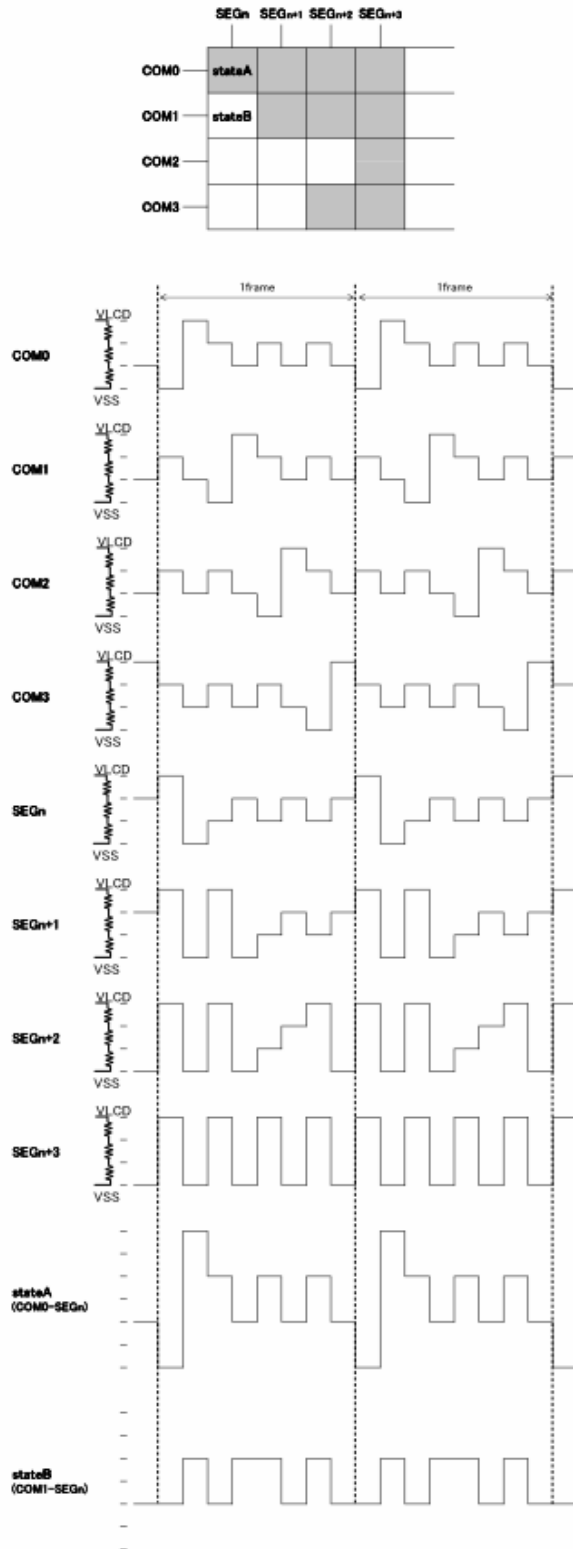 SEGn SEGn+1 SEGn+2 SEGn+3
COM0 stateA
COM1 stateB
COM2
COM3
1frame 1frame
VLCD
COM0
VSS
VLCD
COM1
VSS
VLCD
COM2
VSS
VLCD
COM3
VSS
VLCD
SEGn
VSS
VLCD
SEGn+1
VSS
VLCD
SEGn+2
VSS
VLCD
SEGn+3
VSS
stateA
(COM0-SEGn)
stateB
(COM1-SEGn)